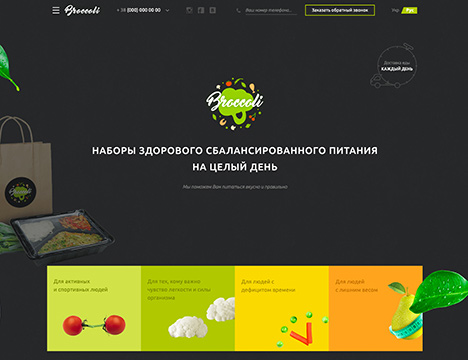 Broccoli
+ 38 (000) 000 00 00
Ваш номер телефона...
Заказать обратный звонок
Укр Рус
Доставка еды
КАЖДЫЙ ДЕНЬ
Broccoli
НАБОРЫ ЗДОРОВОГО СБАЛАНСИРОВАННОГО ПИТАНИЯ
НА ЦЕЛЫЙ ДЕНЬ
Мы поможем Вам питаться вкусно и правильно
Broccoli
Для активных
и спортивных людей
Для тех, кому важно
чувство легкости и силы
организма
Для людей с
дефицитом времени
Для людей
с лишним весом